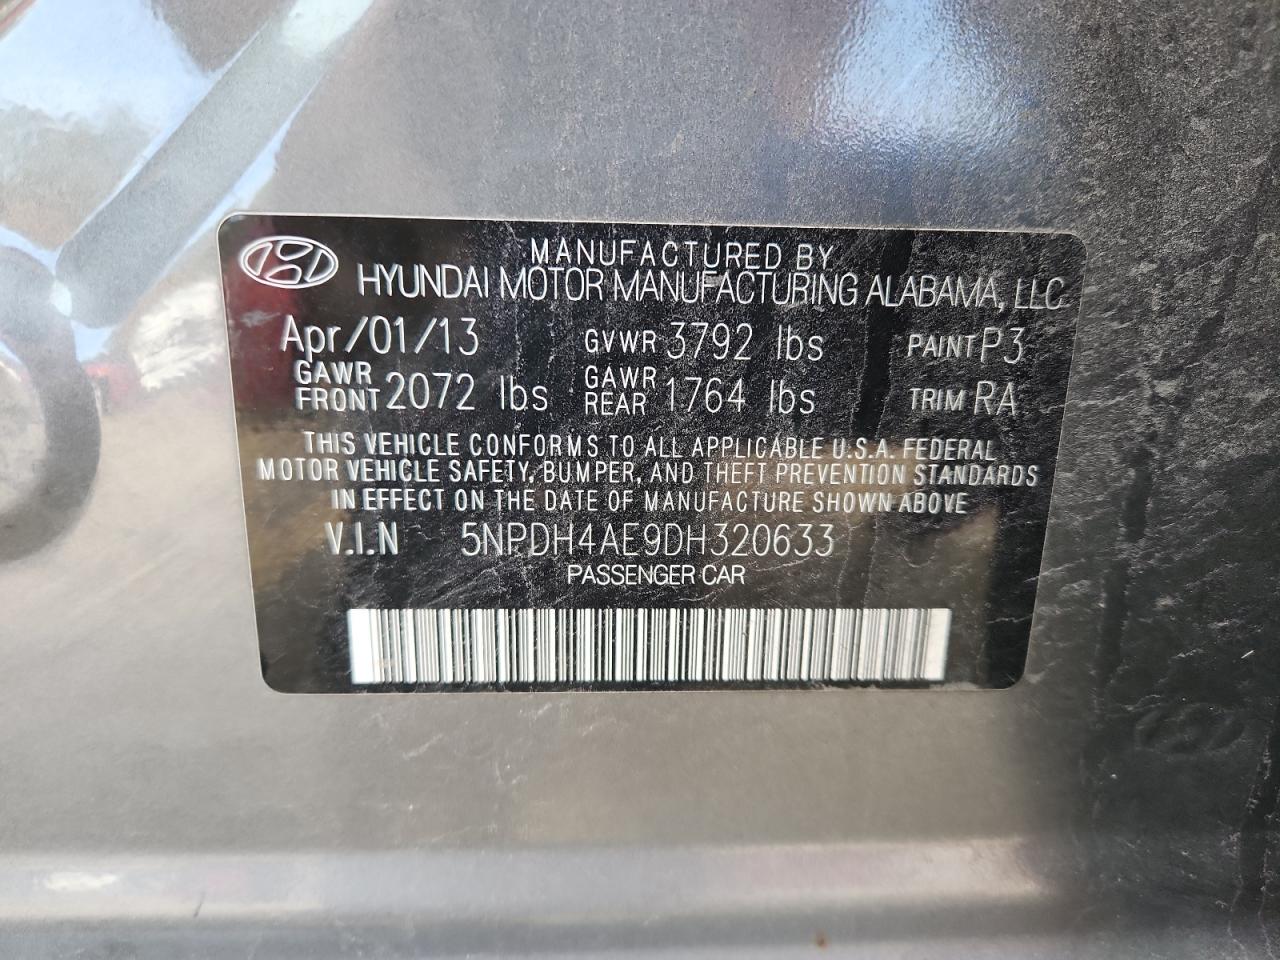 MANUFACTURED BY
HYUNDAI MOTOR MANUFACTURING ALABAMA, LLC
Apr/01/13 GVWR 3792 lbs PAINT P3
GAWR FRONT 2072 lbs GAWR REAR 1764 lbs TRIM RA
THIS VEHICLE CONFORMS TO ALL APPLICABLE U.S.A. FEDERAL
MOTOR VEHICLE SAFETY, BUMPER, AND THEFT PREVENTION STANDARDS
IN EFFECT ON THE DATE OF MANUFACTURE SHOWN ABOVE
V.I.N 5NPDH4AE9DH320633
PASSENGER CAR